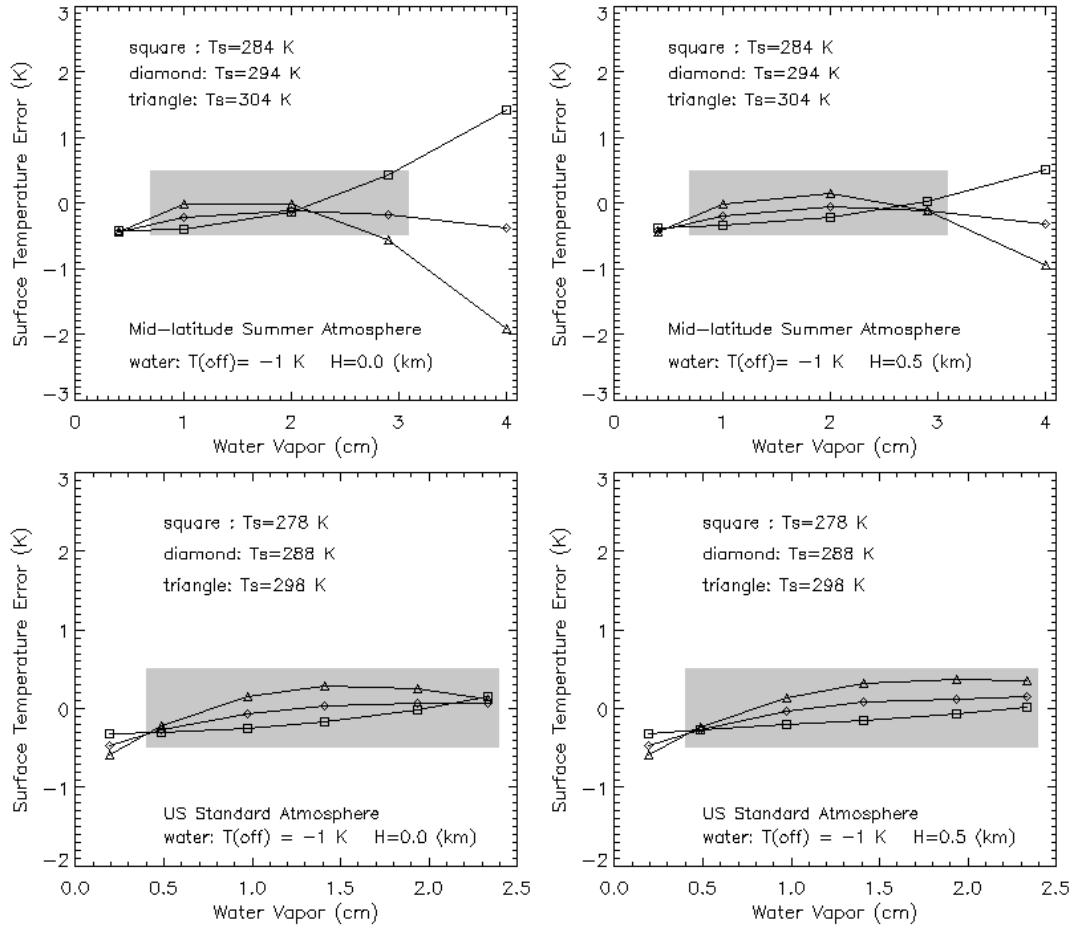 3
2
1
0
−1
−2
−3
Surface Temperature Error (K)
square : Ts=284 K
diamond: Ts=294 K
triangle: Ts=304 K
Mid−latitude Summer Atmosphere
water: T(off)= −1 K H=0.0 (km)
0 1 2 3 4
Water Vapor (cm)
3
2
1
0
−1
−2
−3
Surface Temperature Error (K)
square : Ts=284 K
diamond: Ts=294 K
triangle: Ts=304 K
Mid−latitude Summer Atmosphere
water: T(off)= −1 K H=0.5 (km)
0 1 2 3 4
Water Vapor (cm)
3
2
1
0
−1
−2
Surface Temperature Error (K)
square : Ts=278 K
diamond: Ts=288 K
triangle: Ts=298 K
US Standard Atmosphere
water: T(off) = −1 K H=0.0 (km)
0.0 0.5 1.0 1.5 2.0 2.5
Water Vapor (cm)
3
2
1
0
−1
−2
Surface Temperature Error (K)
square : Ts=278 K
diamond: Ts=288 K
triangle: Ts=298 K
US Standard Atmosphere
water: T(off) = −1 K H=0.5 (km)
0.0 0.5 1.0 1.5 2.0 2.5
Water Vapor (cm)